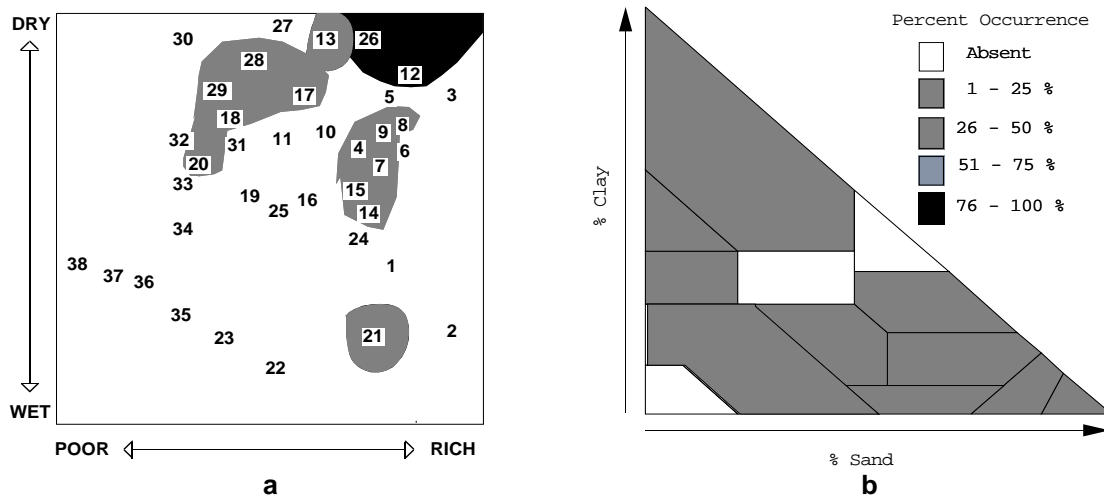 DRY
27
30
13
26
28
12
29
17
5
3
18
8
10
9
32
31
11
4
6
20
7
33
15
19
16
25
14
34
24
38
37
36
1
35
23
21
2
22
WET
POOR
RICH
a
Percent Occurrence
Absent
1 - 25 %
26 - 50 %
51 - 75 %
76 - 100 %
% Clay
% Sand
b